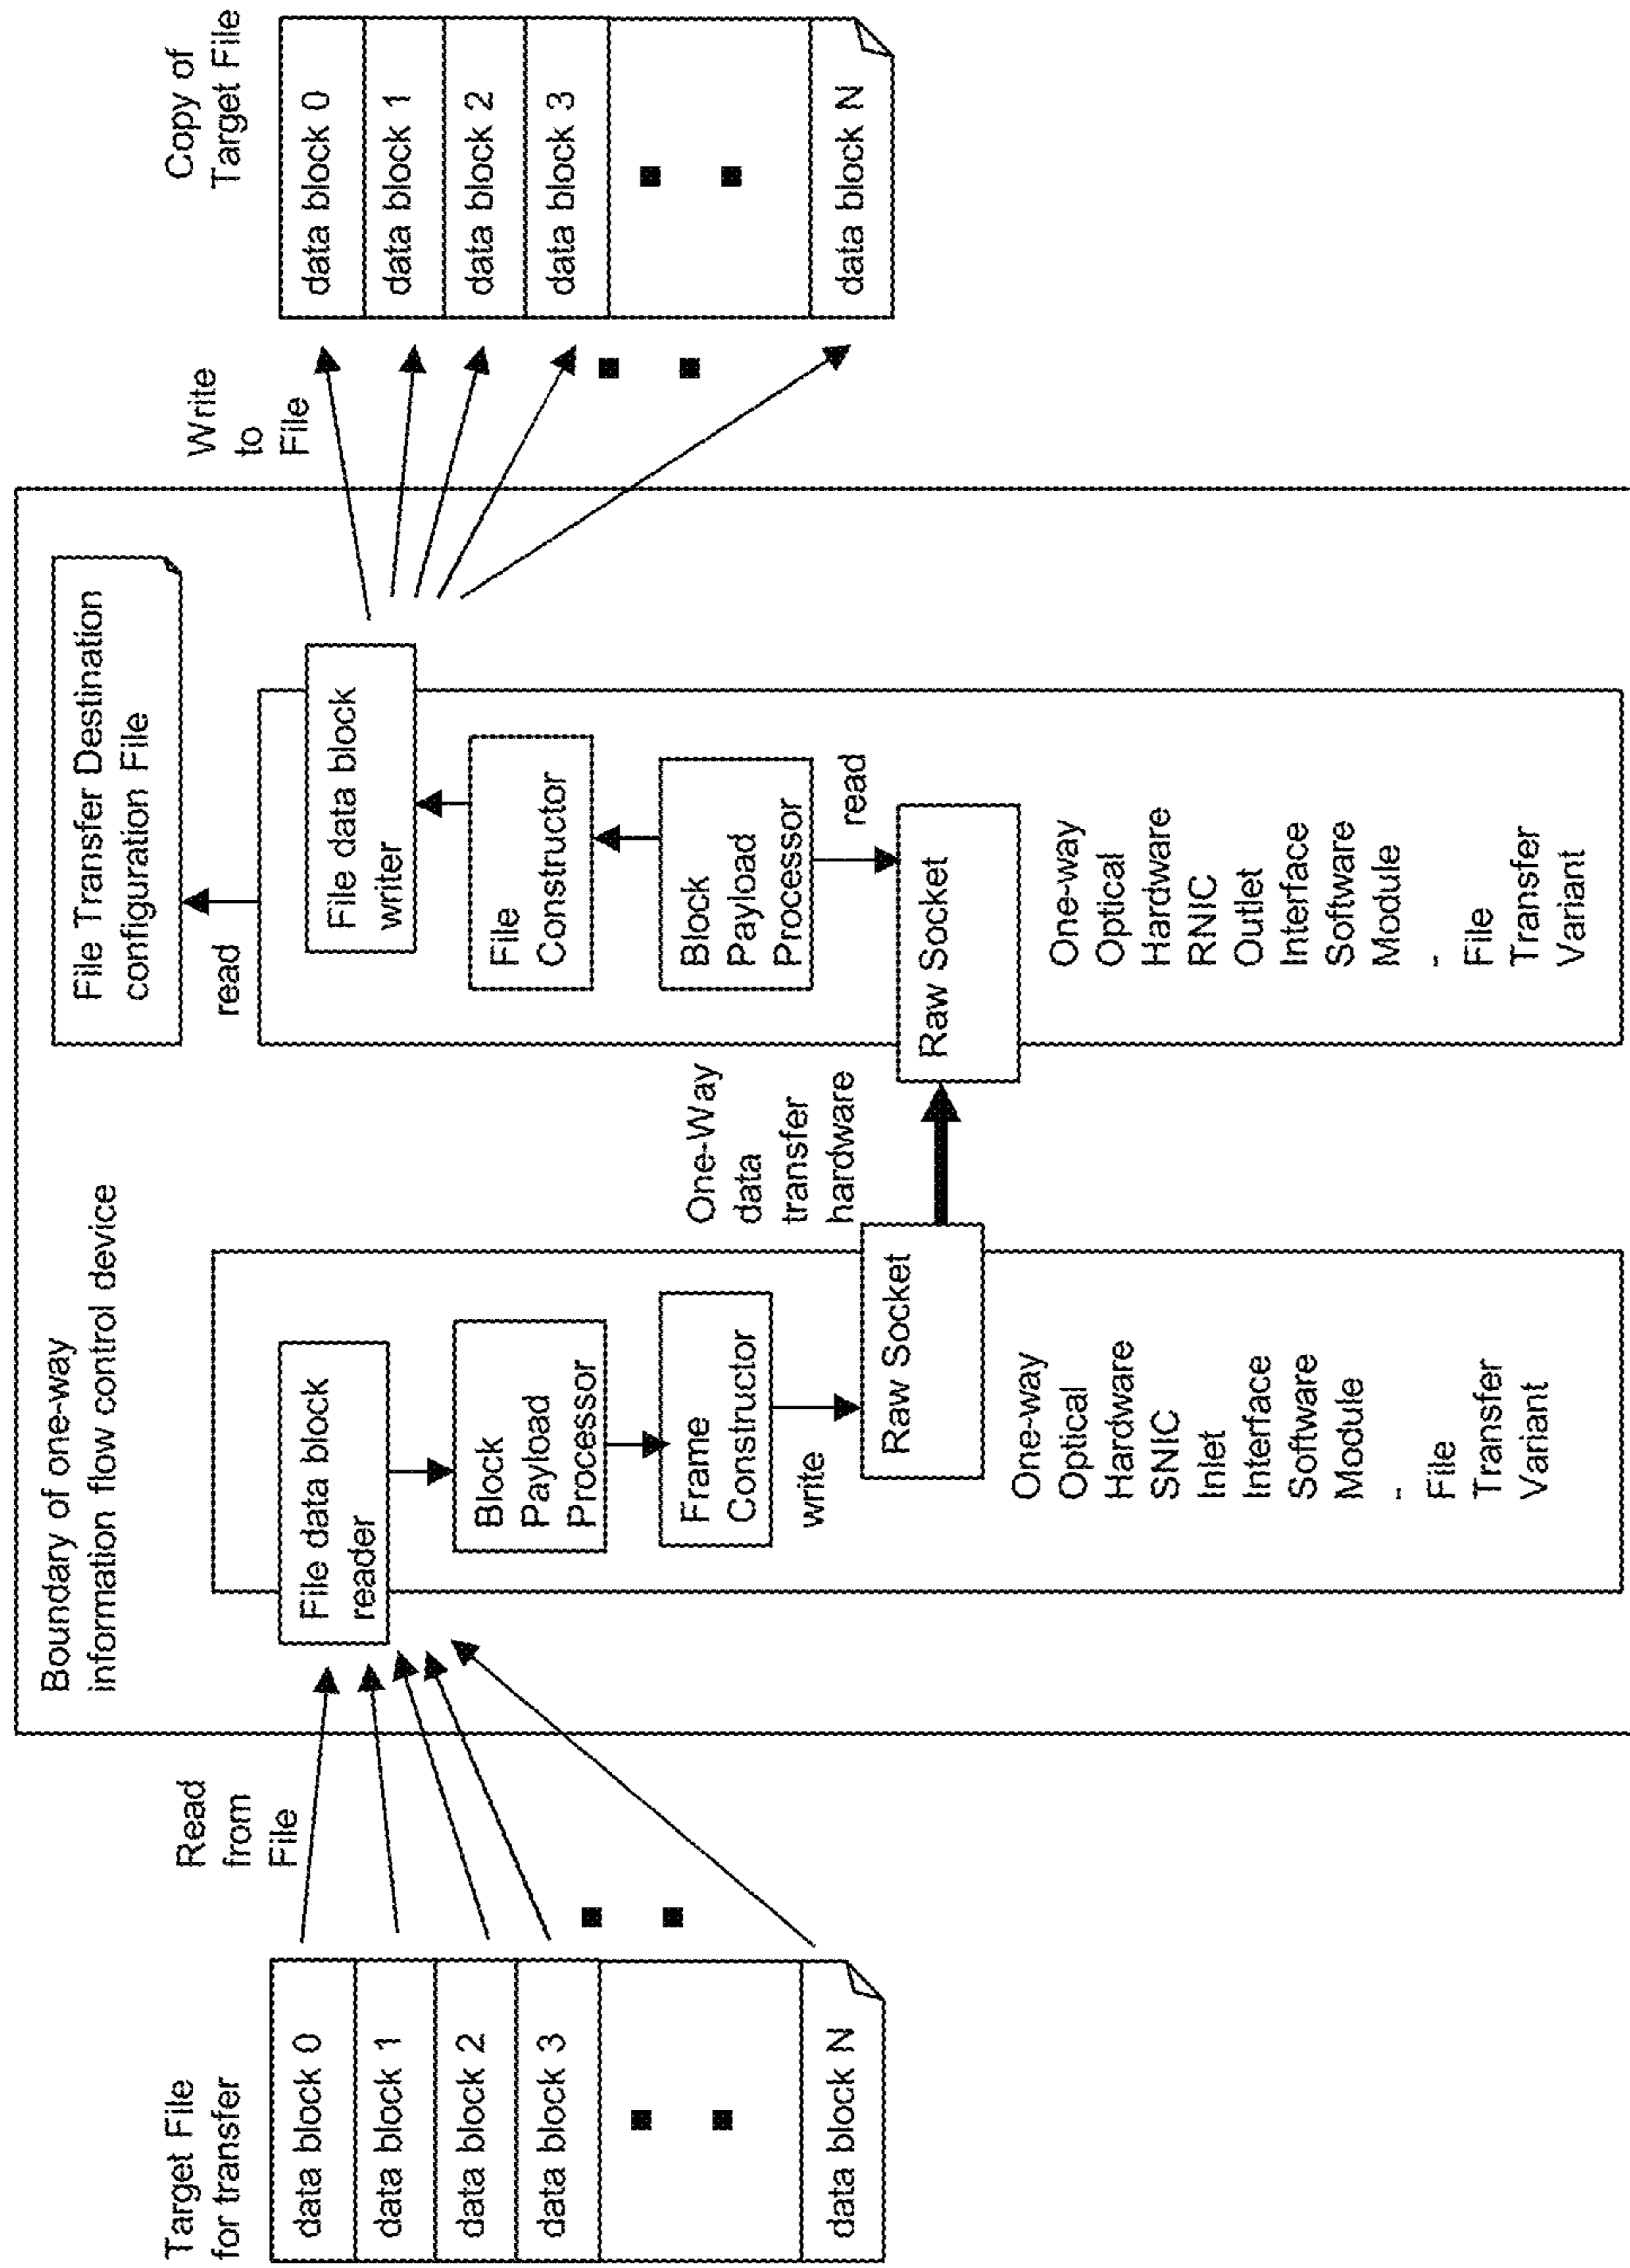 Target File
for transfer
data block 0
data block 1
data block 2
data block 3
data block N
Read
from
File
Boundary of one-way
information flow control device
File data block
reader
Block
Payload
Processor
Frame
Constructor
write
Raw Socket
One-way
Optical
Hardware
SNIC
Inlet
Interface
Software
Module
-
File
Transfer
Variant
One-Way
data
transfer
hardware
File Transfer Destination
configuration File
read
File data block
writer
File
Constructor
Block
Payload
Processor
read
Raw Socket
One-way
Optical
Hardware
RNIC
Outlet
Interface
Software
Module
-
File
Transfer
Variant
Write
to
File
Copy of
Target File
data block 0
data block 1
data block 2
data block 3
data block N